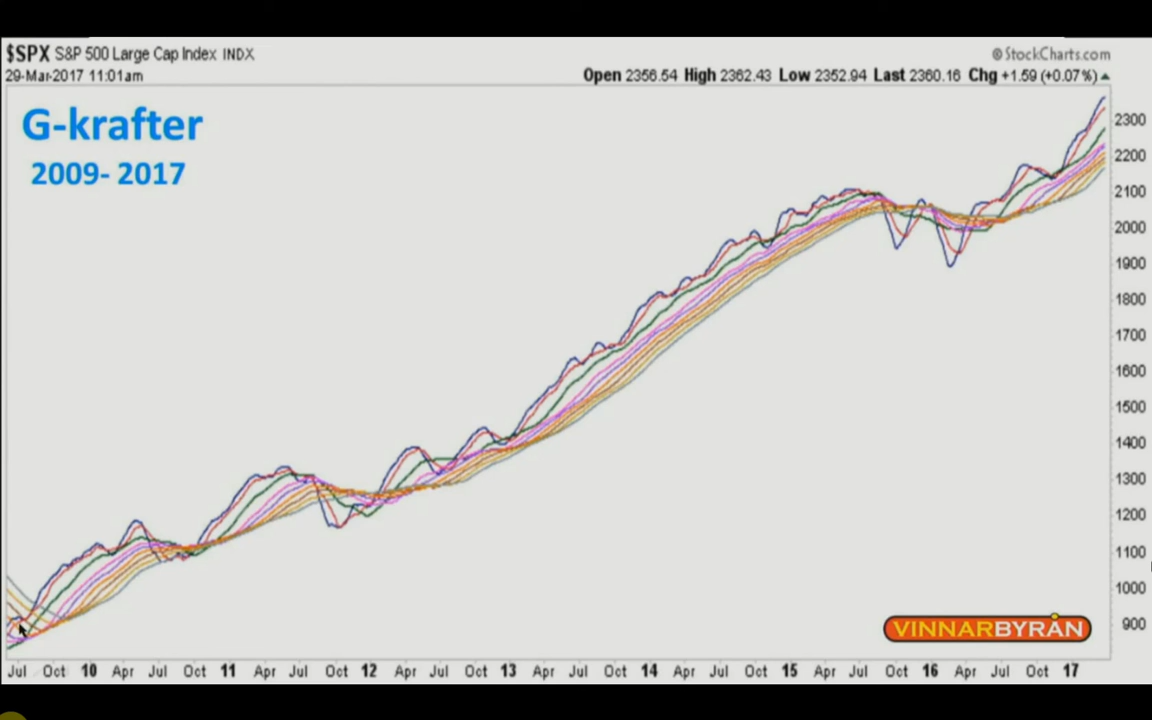 $SPX S&P 500 Large Cap Index INDX
© StockCharts.com
29-Mar-2017 11:01am
Open 2356.54 High 2362.43 Low 2352.94 Last 2360.16 Chg +1.59 (+0.07%)
G-krafter
2009- 2017
2300
2200
2100
2000
1900
1800
1700
1600
1500
1400
1300
1200
1100
1000
900
VINNARBYRÅN
Jul Oct 10 Apr Jul Oct 11 Apr Jul Oct 12 Apr Jul Oct 13 Apr Jul Oct 14 Apr Jul Oct 15 Apr Jul Oct 16 Apr Jul Oct 17